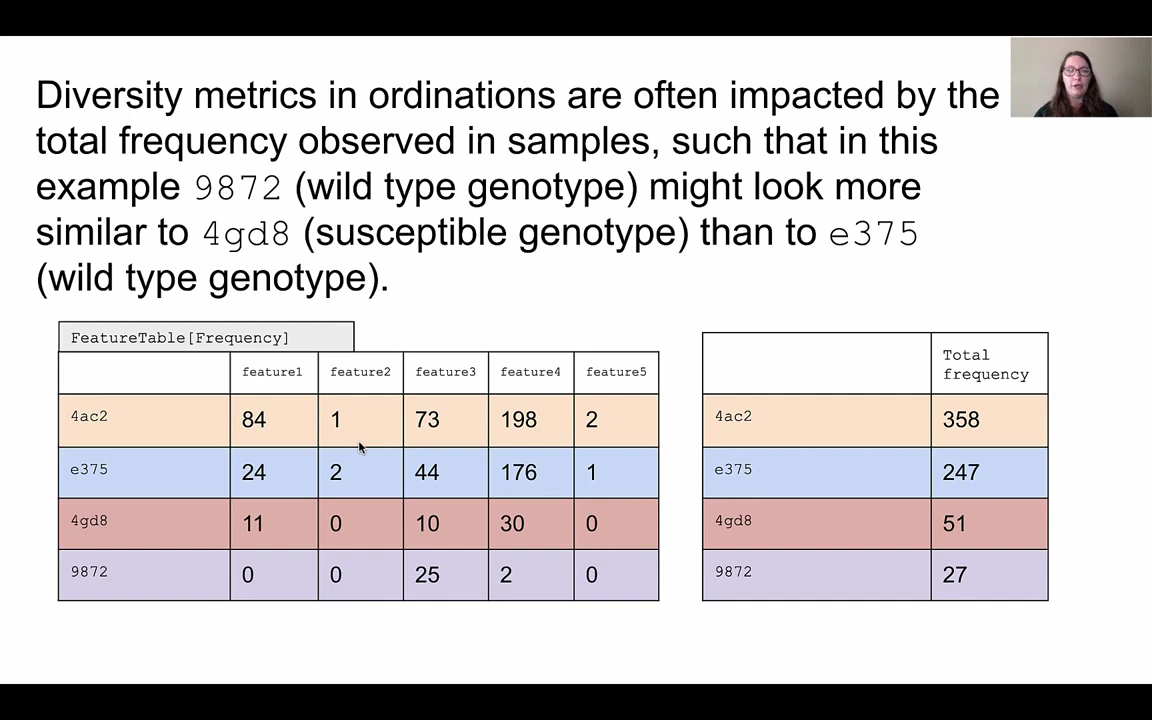 Diversity metrics in ordinations are often impacted by the
total frequency observed in samples, such that in this
example 9872 (wild type genotype) might look more
similar to 4gd8 (susceptible genotype) than to e375
(wild type genotype).
FeatureTable[Frequency]
feature1 feature2 feature3 feature4 feature5
4ac2 84 1 73 198 2
e375 24 2 44 176 1
4gd8 11 0 10 30 0
9872 0 0 25 2 0
Total
frequency
4ac2 358
e375 247
4gd8 51
9872 27